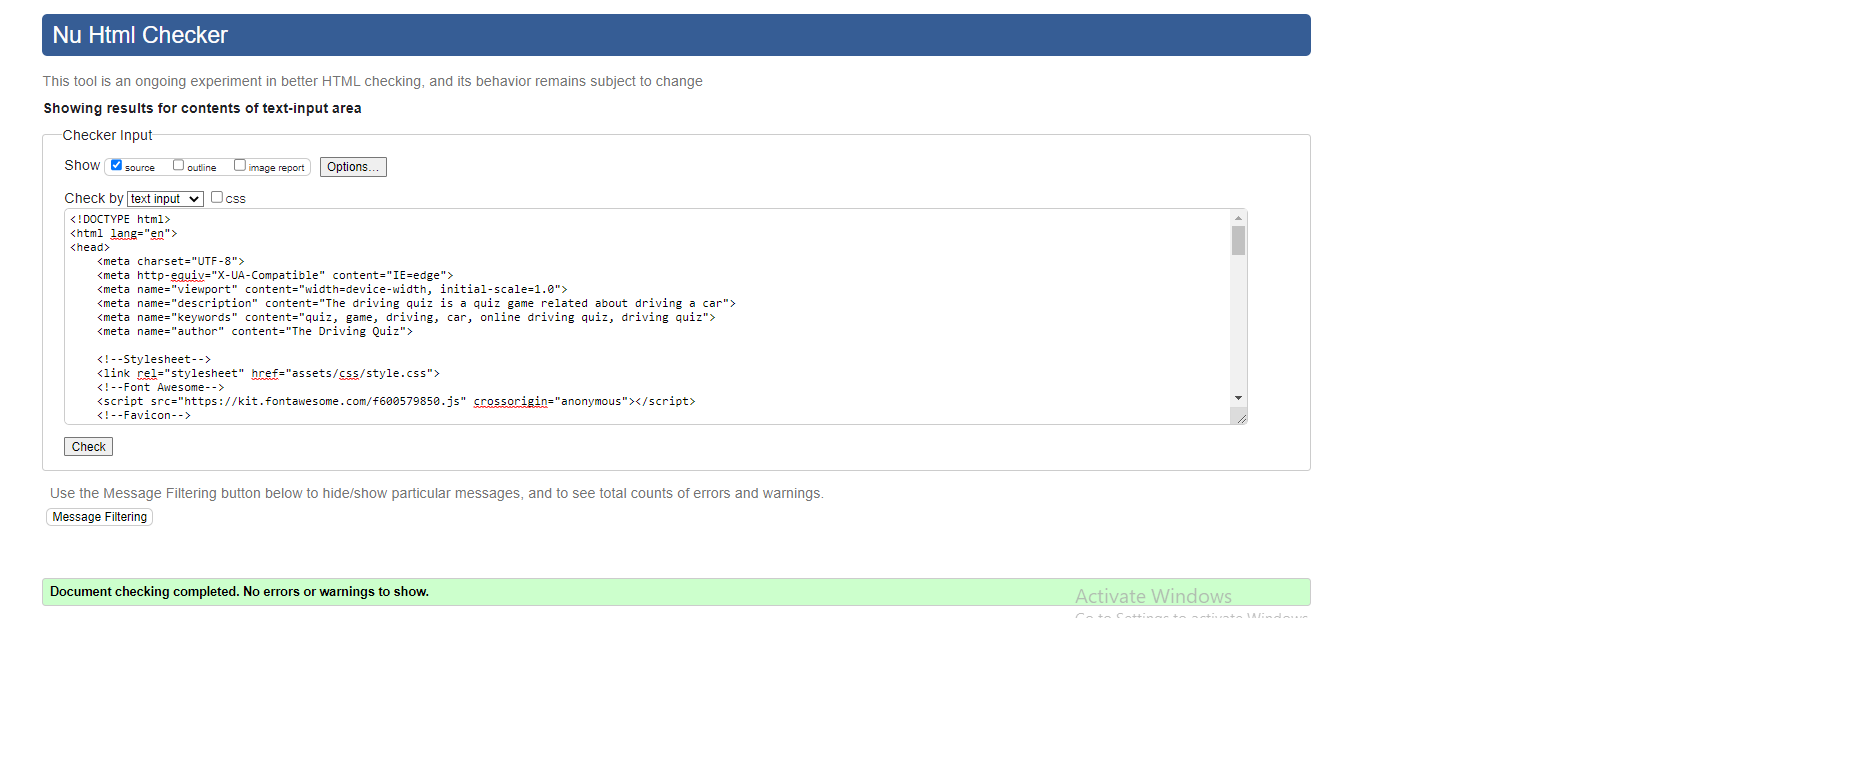 Nu Html Checker
This tool is an ongoing experiment in better HTML checking, and its behavior remains subject to change
Showing results for contents of text-input area
Checker Input
Show source outline image report Options...
Check by text input css
<!DOCTYPE html>
<html lang="en">
<head>
    <meta charset="UTF-8">
    <meta http-equiv="X-UA-Compatible" content="IE=edge">
    <meta name="viewport" content="width=device-width, initial-scale=1.0">
    <meta name="description" content="The driving quiz is a quiz game related about driving a car">
    <meta name="keywords" content="quiz, game, driving, car, online driving quiz, driving quiz">
    <meta name="author" content="The Driving Quiz">
    <!--Stylesheet-->
    <link rel="stylesheet" href="assets/css/style.css">
    <!--Font Awesome-->
    <script src="https://kit.fontawesome.com/f600579850.js" crossorigin="anonymous"></script>
    <!--Favicon-->
Check
Use the Message Filtering button below to hide/show particular messages, and to see total counts of errors and warnings.
Message Filtering
Document checking completed. No errors or warnings to show.
Activate Windows
Go to Settings to activate Windows.